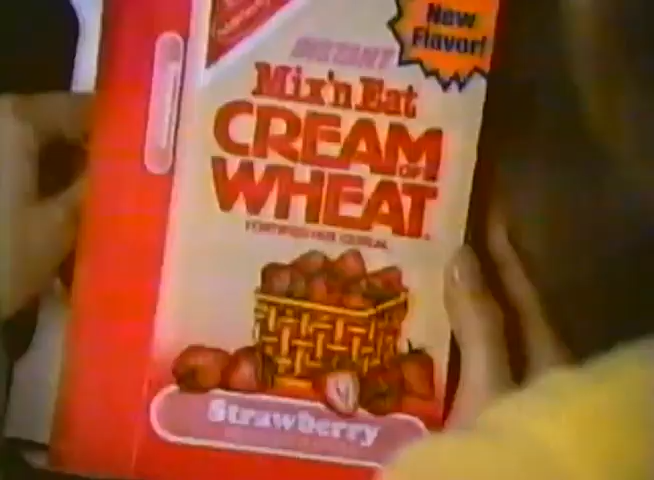 New
Flavor!
INSTANT
Mix'n Eat
CREAM
OF
WHEAT
Strawberry